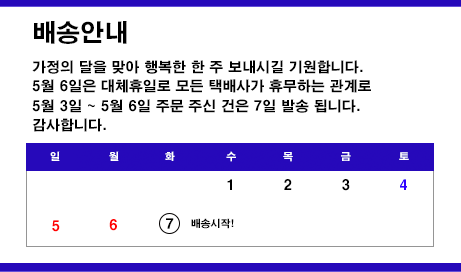 배송안내
가정의 달을 맞아 행복한 한 주 보내시길 기원합니다.
5월 6일은 대체휴일로 모든 택배사가 휴무하는 관계로
5월 3일 ~ 5월 6일 주문 주신 건은 7일 발송 됩니다.
감사합니다.
일 월 화 수 목 금 토
1 2 3 4
5 6 7 배송시작!